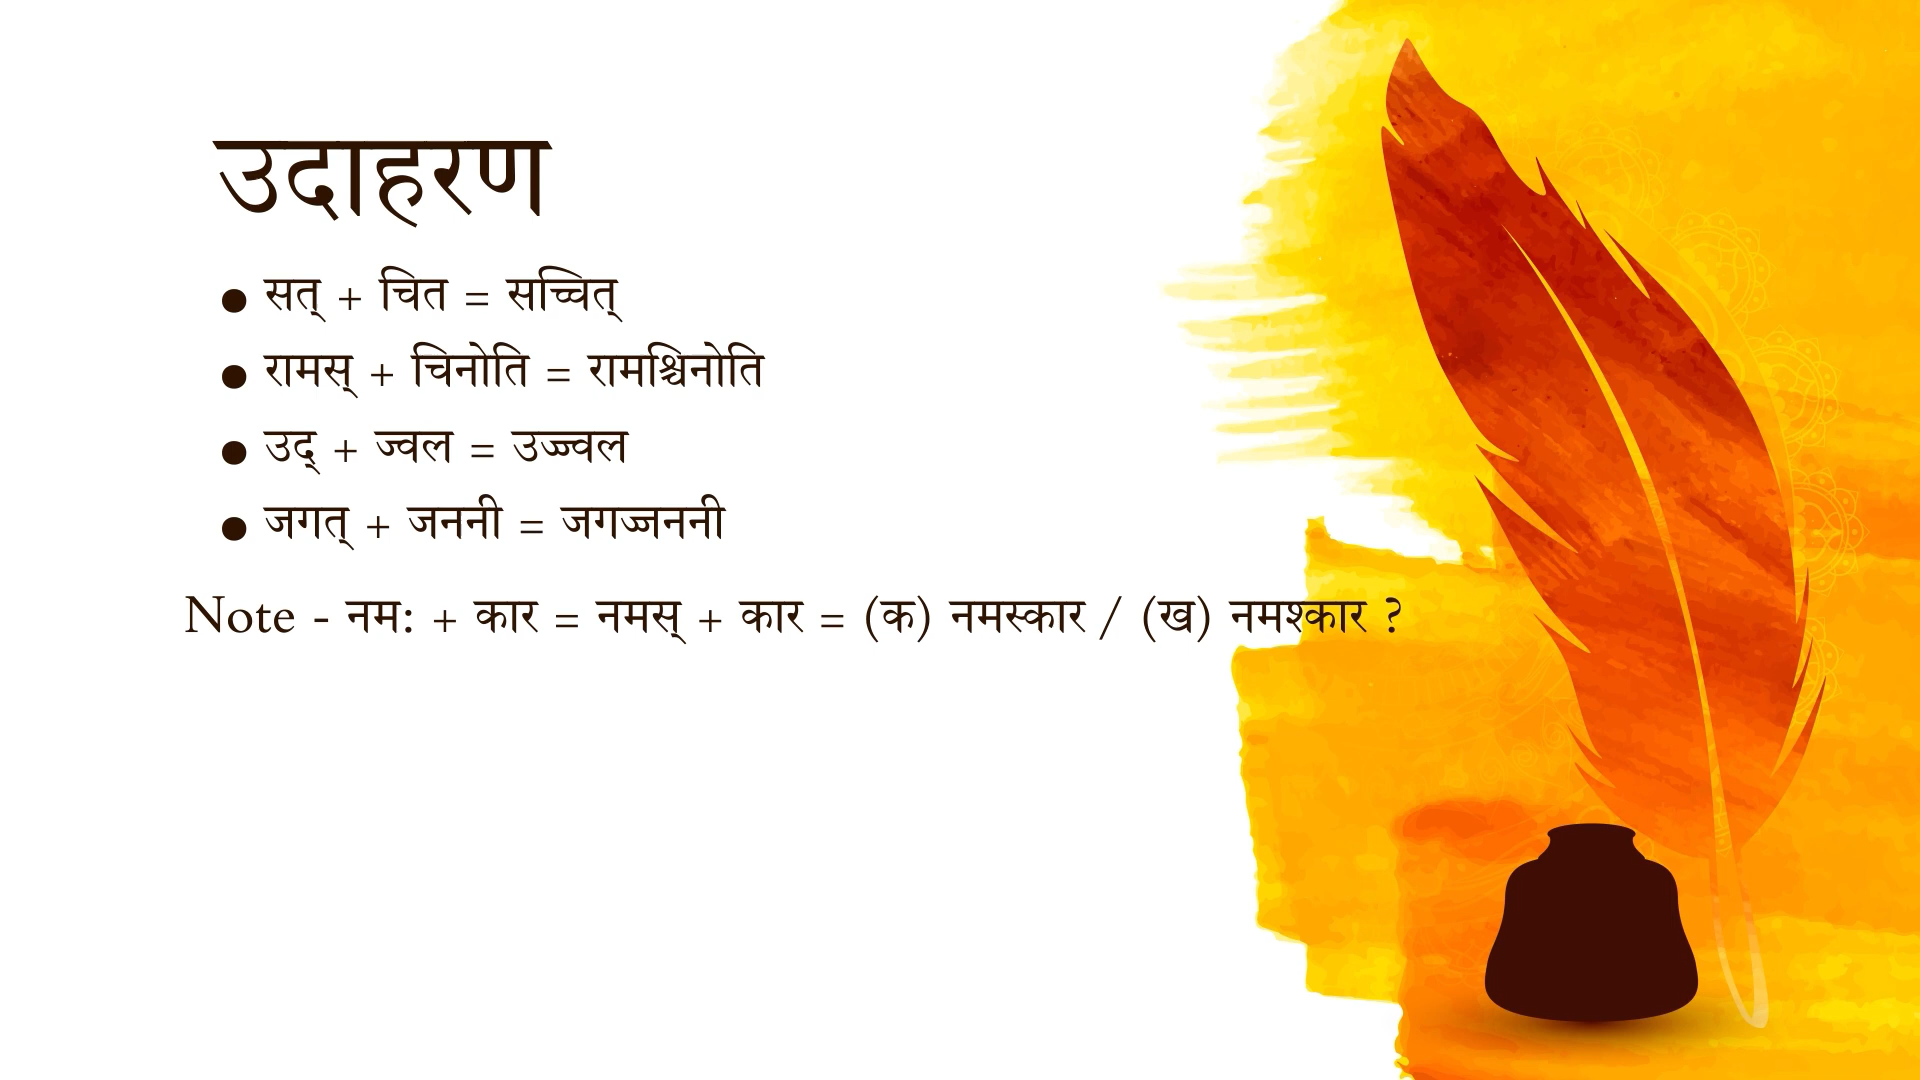 उदाहरण
● सत् + चित = सच्चित्
● रामस् + चिनोति = रामश्चिनोति
● उद् + ज्वल = उज्ज्वल
● जगत् + जननी = जगज्जननी
Note - नम: + कार = नमस् + कार = (क) नमस्कार / (ख) नमश्कार ?